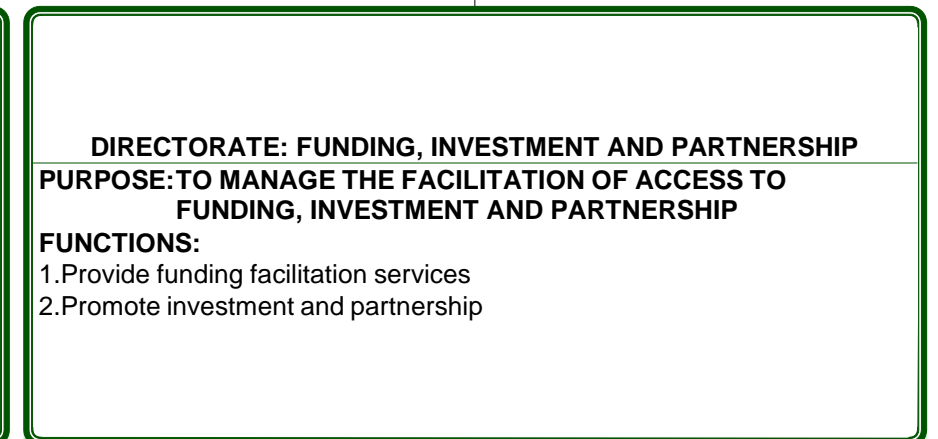 DIRECTORATE: FUNDING, INVESTMENT AND PARTNERSHIP
PURPOSE: TO MANAGE THE FACILITATION OF ACCESS TO
FUNDING, INVESTMENT AND PARTNERSHIP
FUNCTIONS:
1.Provide funding facilitation services
2.Promote investment and partnership